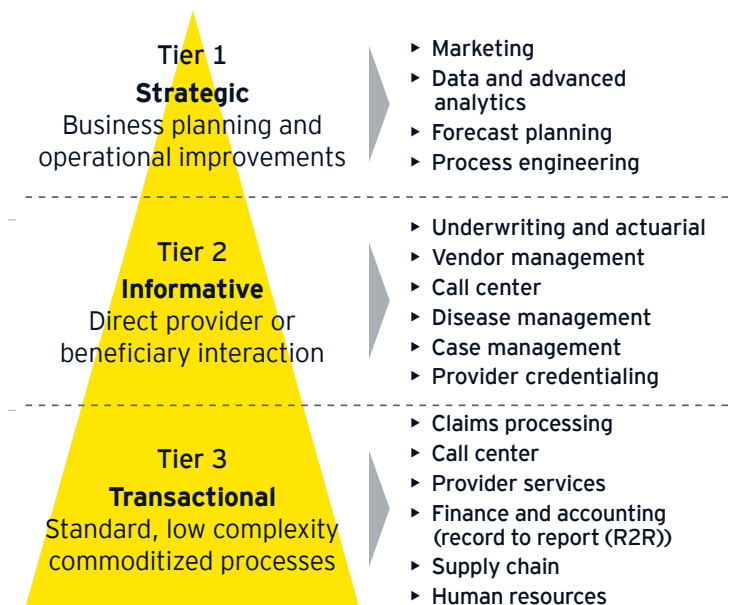 Tier 1
Strategic
Business planning and
operational improvements
▸ Marketing
▸ Data and advanced
analytics
▸ Forecast planning
▸ Process engineering
Tier 2
Informative
Direct provider or
beneficiary interaction
▸ Underwriting and actuarial
▸ Vendor management
▸ Call center
▸ Disease management
▸ Case management
▸ Provider credentialing
Tier 3
Transactional
Standard, low complexity
commoditized processes
▸ Claims processing
▸ Call center
▸ Provider services
▸ Finance and accounting
(record to report (R2R))
▸ Supply chain
▸ Human resources